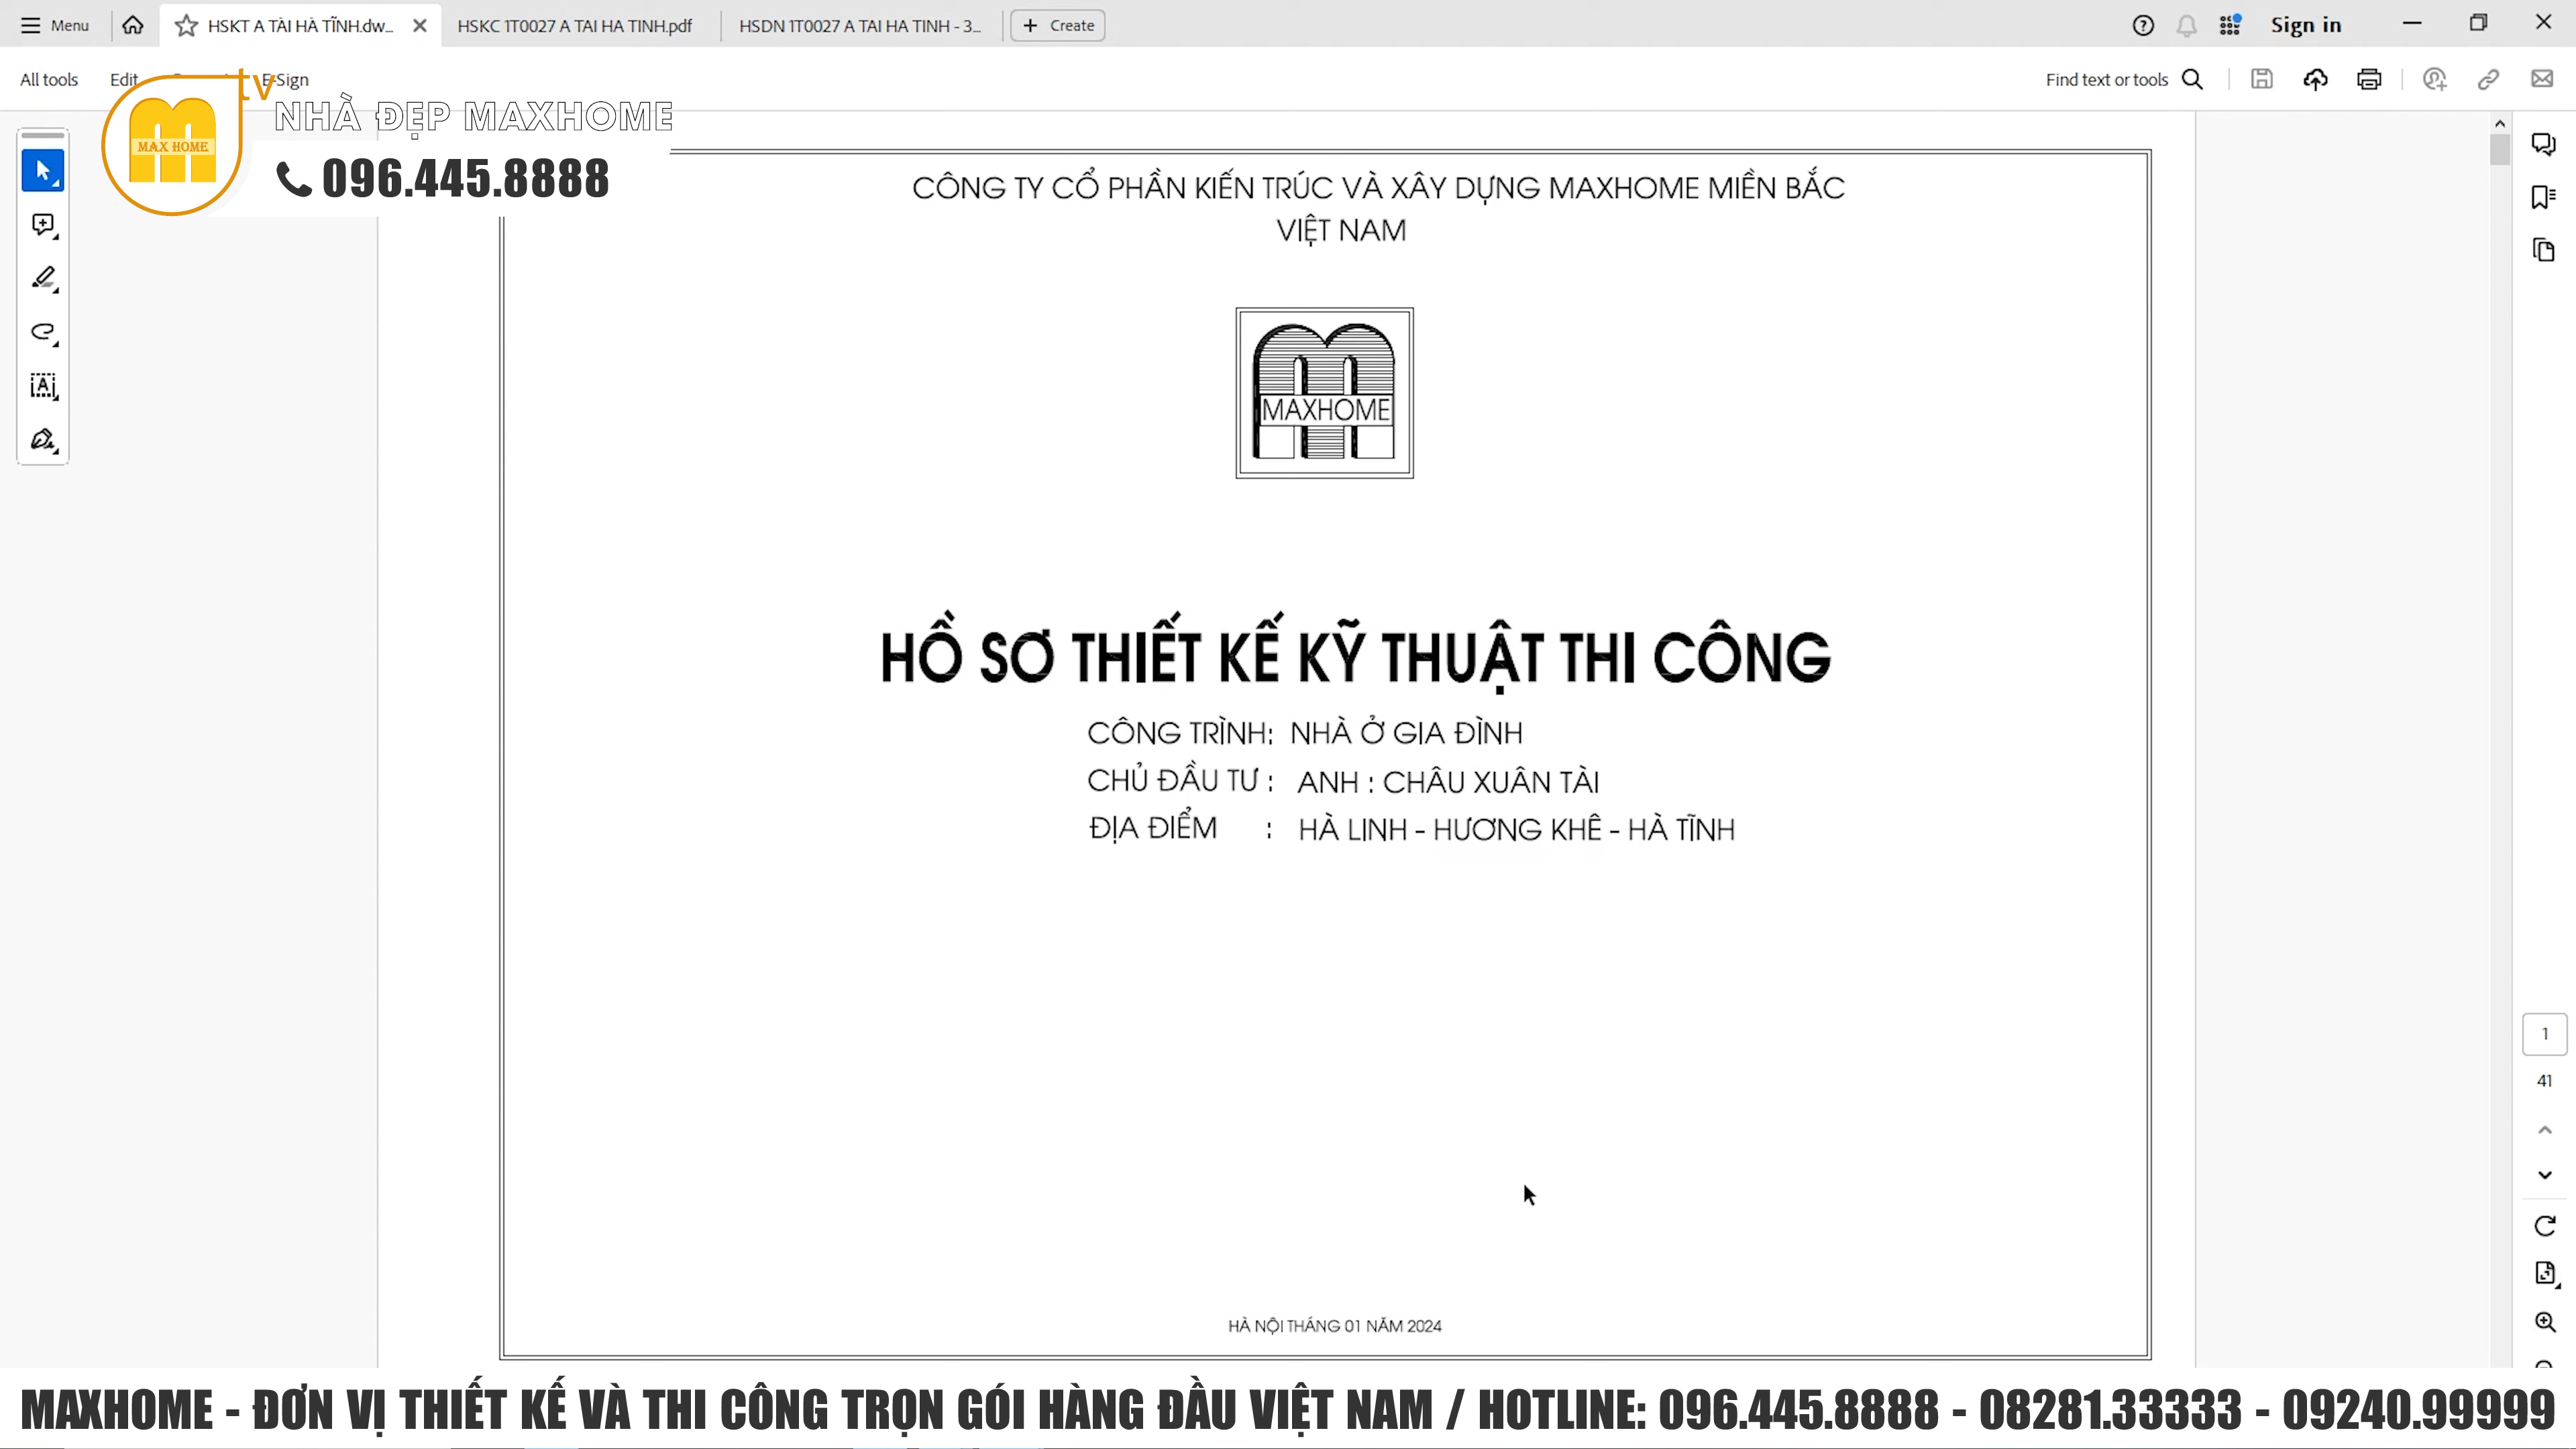 Menu
HSKT A TÀI HÀ TĨNH.dw...
HSKC 1T0027 A TAI HA TINH.pdf
HSDN 1T0027 A TAI HA TINH - 3...
Create
Sign in
All tools
Edit
E-Sign
Find text or tools
tv
MAX HOME
NHÀ ĐẸP MAXHOME
096.445.8888
CÔNG TY CỔ PHẦN KIẾN TRÚC VÀ XÂY DỰNG MAXHOME MIỀN BẮC
VIỆT NAM
MAXHOME
HỒ SƠ THIẾT KẾ KỸ THUẬT THI CÔNG
CÔNG TRÌNH: NHÀ Ở GIA ĐÌNH
CHỦ ĐẦU TƯ : ANH : CHÂU XUÂN TÀI
ĐỊA ĐIỂM : HÀ LINH - HƯƠNG KHÊ - HÀ TĨNH
1
41
HÀ NỘI THÁNG 01 NĂM 2024
MAXHOME - ĐƠN VỊ THIẾT KẾ VÀ THI CÔNG TRỌN GÓI HÀNG ĐẦU VIỆT NAM / HOTLINE: 096.445.8888 - 08281.33333 - 09240.99999